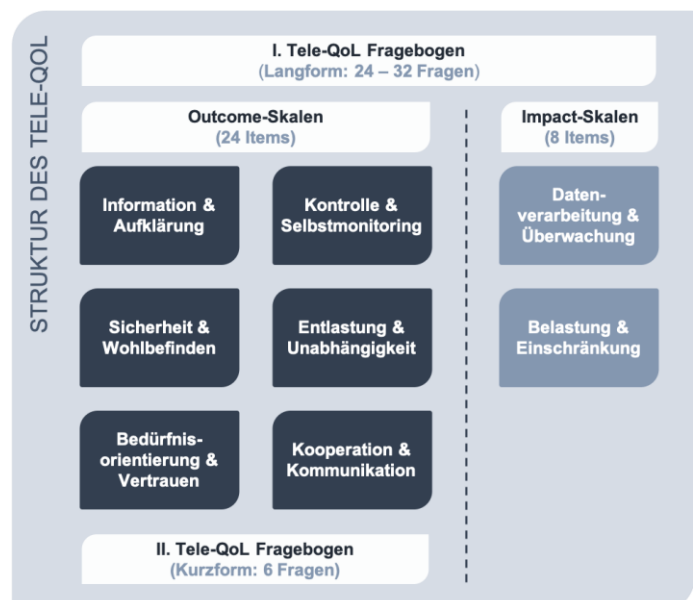 STRUKTUR DES TELE-QOL
I. Tele-QoL Fragebogen
(Langform: 24 – 32 Fragen)
Outcome-Skalen
(24 Items)
Impact-Skalen
(8 Items)
Information &
Aufklärung
Kontrolle &
Selbstmonitoring
Daten-
verarbeitung &
Überwachung
Sicherheit &
Wohlbefinden
Entlastung &
Unabhängigkeit
Belastung &
Einschränkung
Bedürfnis-
orientierung &
Vertrauen
Kooperation &
Kommunikation
II. Tele-QoL Fragebogen
(Kurzform: 6 Fragen)